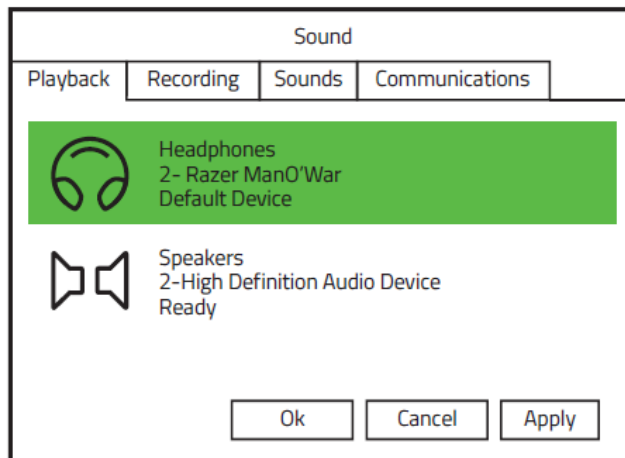 Sound
Playback Recording Sounds Communications
Headphones
2- Razer ManO'War
Default Device
Speakers
2-High Definition Audio Device
Ready
Ok Cancel Apply